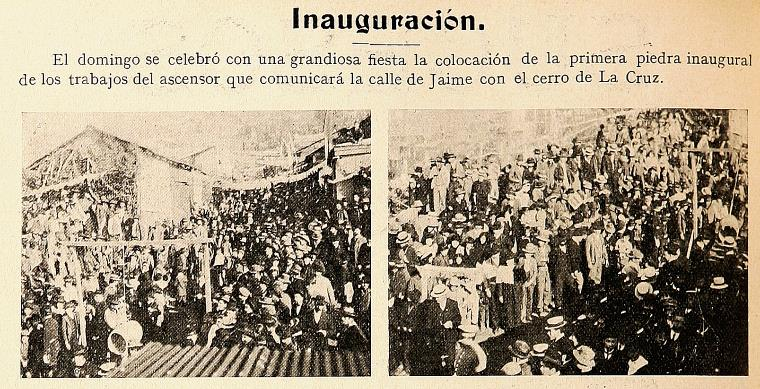 Inauguración.
El domingo se celebró con una grandiosa fiesta la colocación de la primera piedra inaugural
de los trabajos del ascensor que comunicará la calle de Jaime con el cerro de La Cruz.